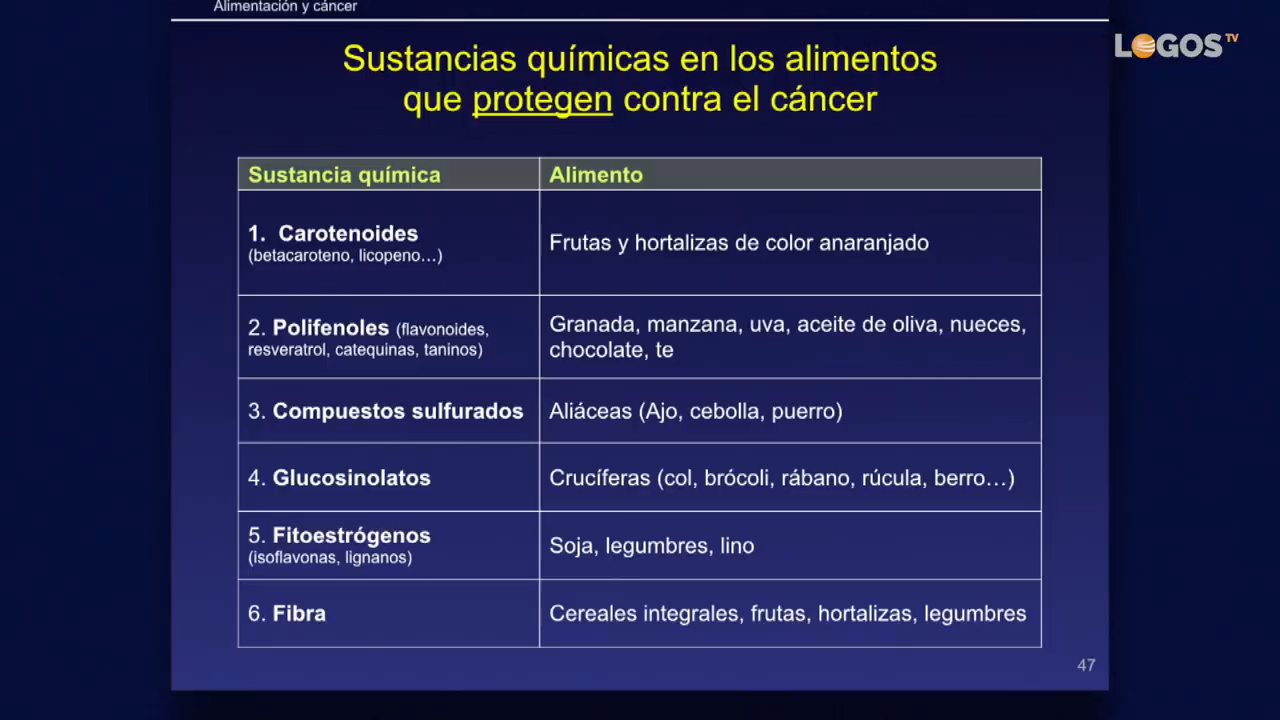 Alimentación y cáncer
LOGOS TV
Sustancias químicas en los alimentos
que protegen contra el cáncer
Sustancia química
Alimento
1. Carotenoides
(betacaroteno, licopeno…)
Frutas y hortalizas de color anaranjado
2. Polifenoles (flavonoides,
resveratrol, catequinas, taninos)
Granada, manzana, uva, aceite de oliva, nueces,
chocolate, te
3. Compuestos sulfurados
Aliáceas (Ajo, cebolla, puerro)
4. Glucosinolatos
Crucíferas (col, brócoli, rábano, rúcula, berro…)
5. Fitoestrógenos
(isoflavonas, lignanos)
Soja, legumbres, lino
6. Fibra
Cereales integrales, frutas, hortalizas, legumbres
47